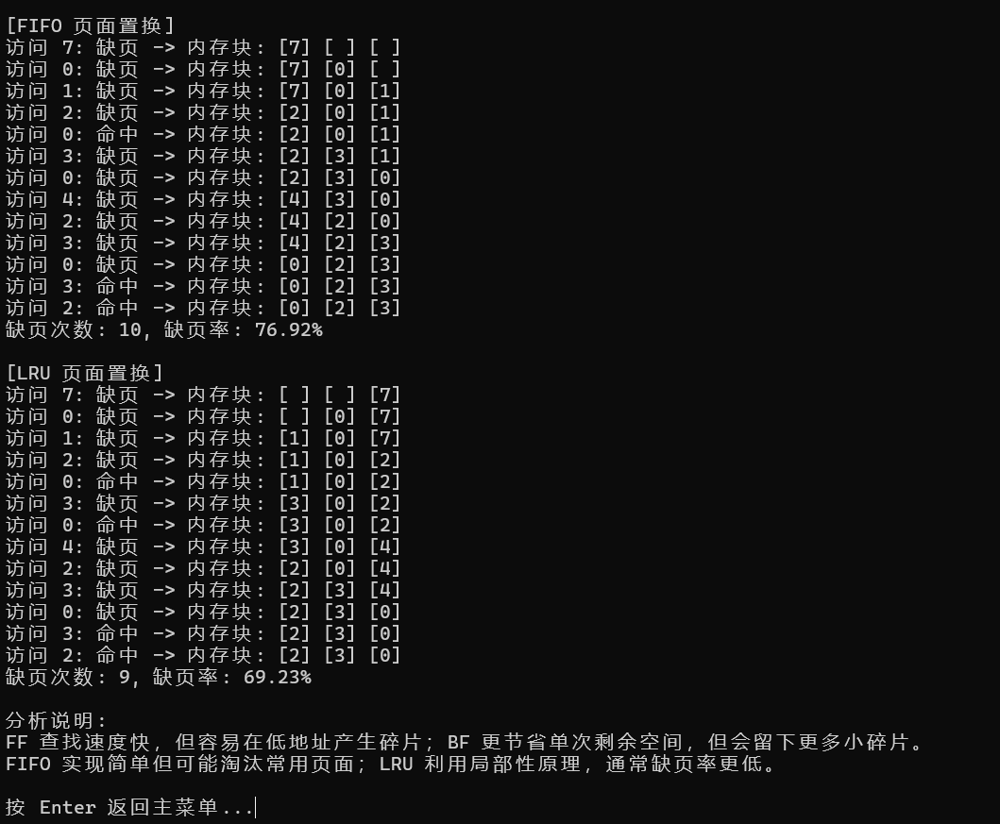 [FIFO 页面置换]
访问 7: 缺页 -> 内存块: [7] [ ] [ ]
访问 0: 缺页 -> 内存块: [7] [0] [ ]
访问 1: 缺页 -> 内存块: [7] [0] [1]
访问 2: 缺页 -> 内存块: [2] [0] [1]
访问 0: 命中 -> 内存块: [2] [0] [1]
访问 3: 缺页 -> 内存块: [2] [3] [1]
访问 0: 缺页 -> 内存块: [2] [3] [0]
访问 4: 缺页 -> 内存块: [4] [3] [0]
访问 2: 缺页 -> 内存块: [4] [2] [0]
访问 3: 缺页 -> 内存块: [4] [2] [3]
访问 0: 缺页 -> 内存块: [0] [2] [3]
访问 3: 命中 -> 内存块: [0] [2] [3]
访问 2: 命中 -> 内存块: [0] [2] [3]
缺页次数: 10, 缺页率: 76.92%

[LRU 页面置换]
访问 7: 缺页 -> 内存块: [ ] [ ] [7]
访问 0: 缺页 -> 内存块: [ ] [0] [7]
访问 1: 缺页 -> 内存块: [1] [0] [7]
访问 2: 缺页 -> 内存块: [1] [0] [2]
访问 0: 命中 -> 内存块: [1] [0] [2]
访问 3: 缺页 -> 内存块: [3] [0] [2]
访问 0: 命中 -> 内存块: [3] [0] [2]
访问 4: 缺页 -> 内存块: [3] [0] [4]
访问 2: 缺页 -> 内存块: [2] [0] [4]
访问 3: 缺页 -> 内存块: [2] [3] [4]
访问 0: 缺页 -> 内存块: [2] [3] [0]
访问 3: 命中 -> 内存块: [2] [3] [0]
访问 2: 命中 -> 内存块: [2] [3] [0]
缺页次数: 9, 缺页率: 69.23%

分析说明:
FF 查找速度快，但容易在低地址产生碎片；BF 更节省单次剩余空间，但会留下更多小碎片。
FIFO 实现简单但可能淘汰常用页面；LRU 利用局部性原理，通常缺页率更低。

按 Enter 返回主菜单...